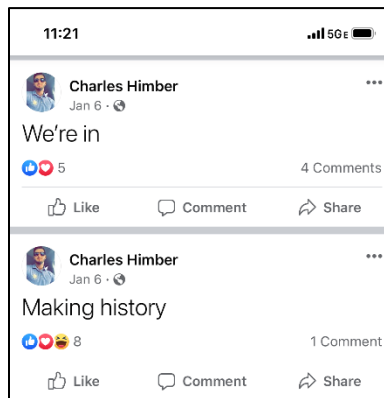 11:21 5GE
Charles Himber
Jan 6 ·
We're in
5 4 Comments
Like Comment Share
Charles Himber
Jan 6 ·
Making history
8 1 Comment
Like Comment Share